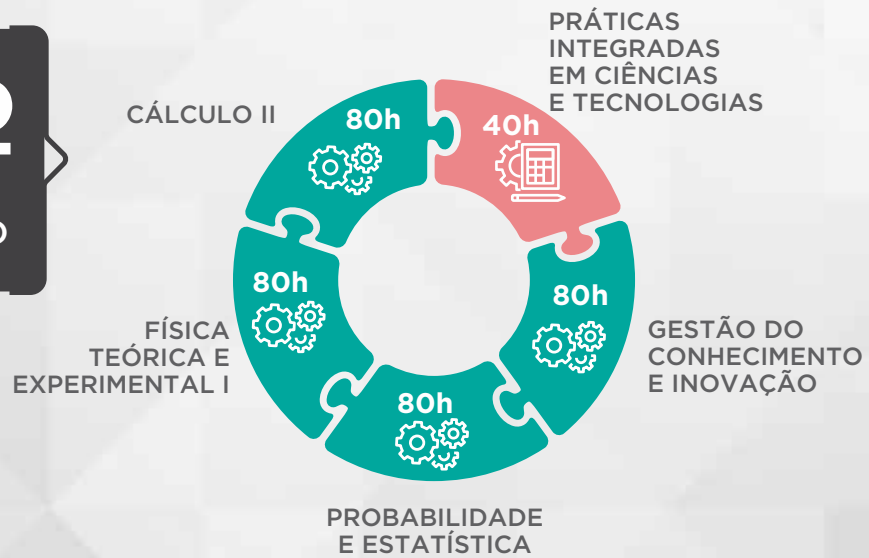 PRÁTICAS
INTEGRADAS
EM CIÊNCIAS
E TECNOLOGIAS
40h
CÁLCULO II
80h
FÍSICA
TEÓRICA E
EXPERIMENTAL I
80h
80h
GESTÃO DO
CONHECIMENTO
E INOVAÇÃO
80h
PROBABILIDADE
E ESTATÍSTICA